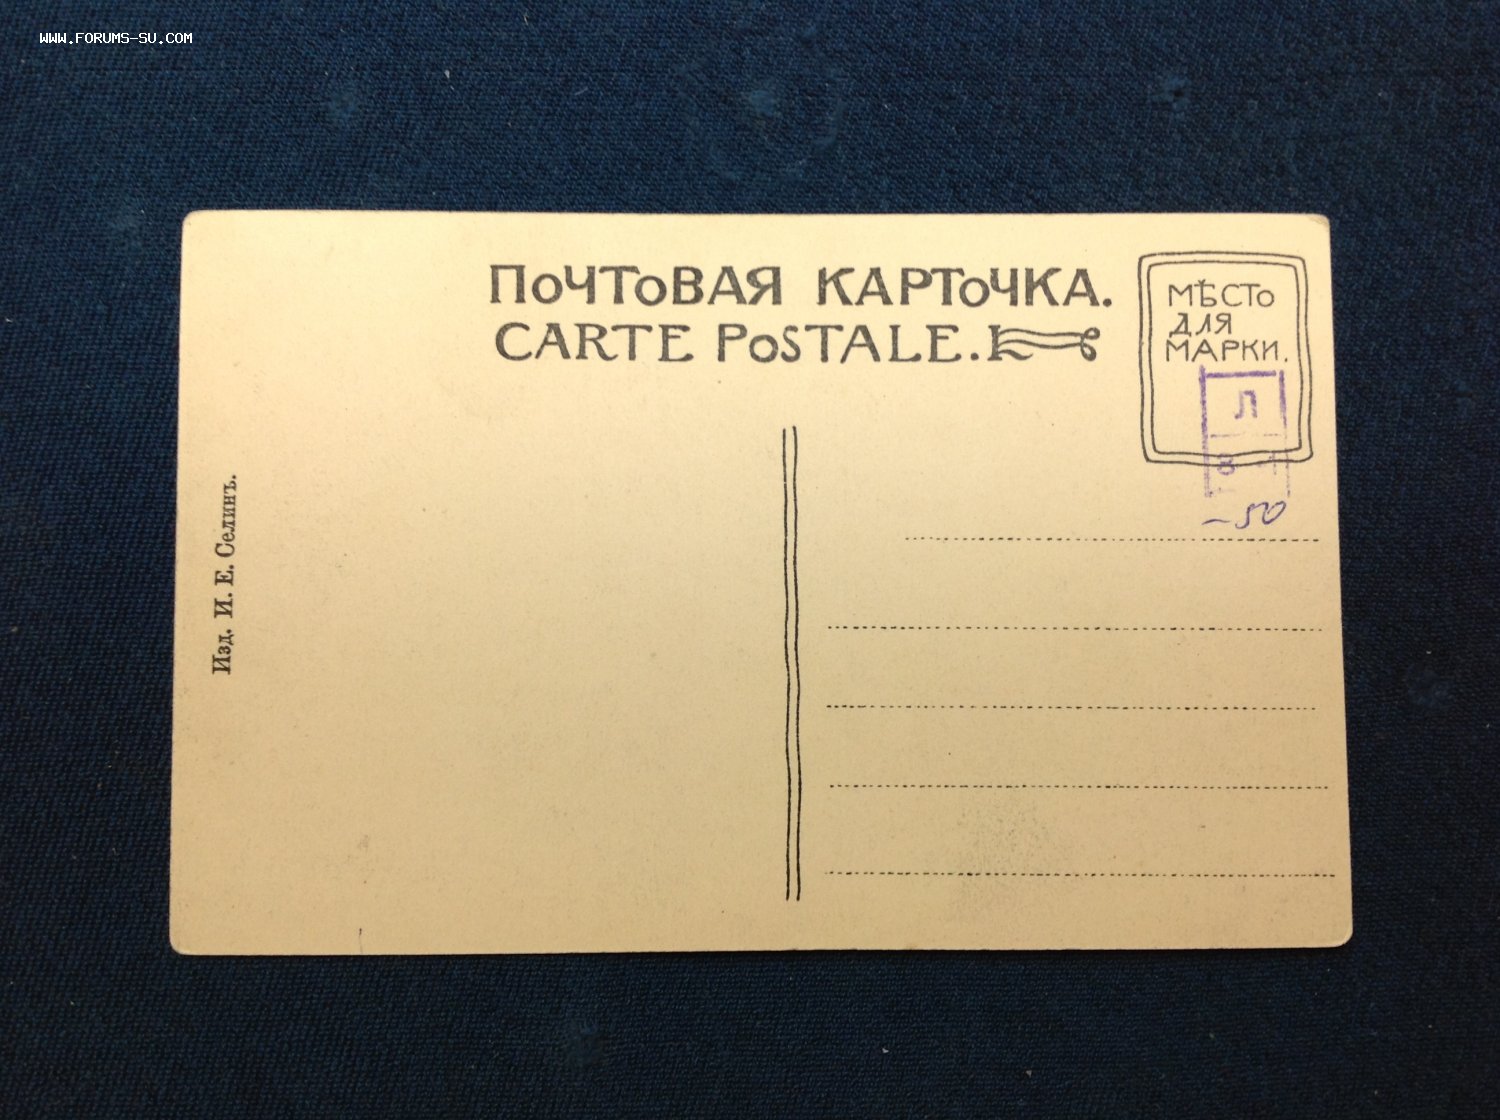 WWW.FORUMS-SU.COM
ПОЧТОВАЯ КАРТОЧКА.
CARTE POSTALE.
МѢСТО
ДЛЯ
МАРКИ.
Л
8
-50
Изд. И. Е. Селинъ.